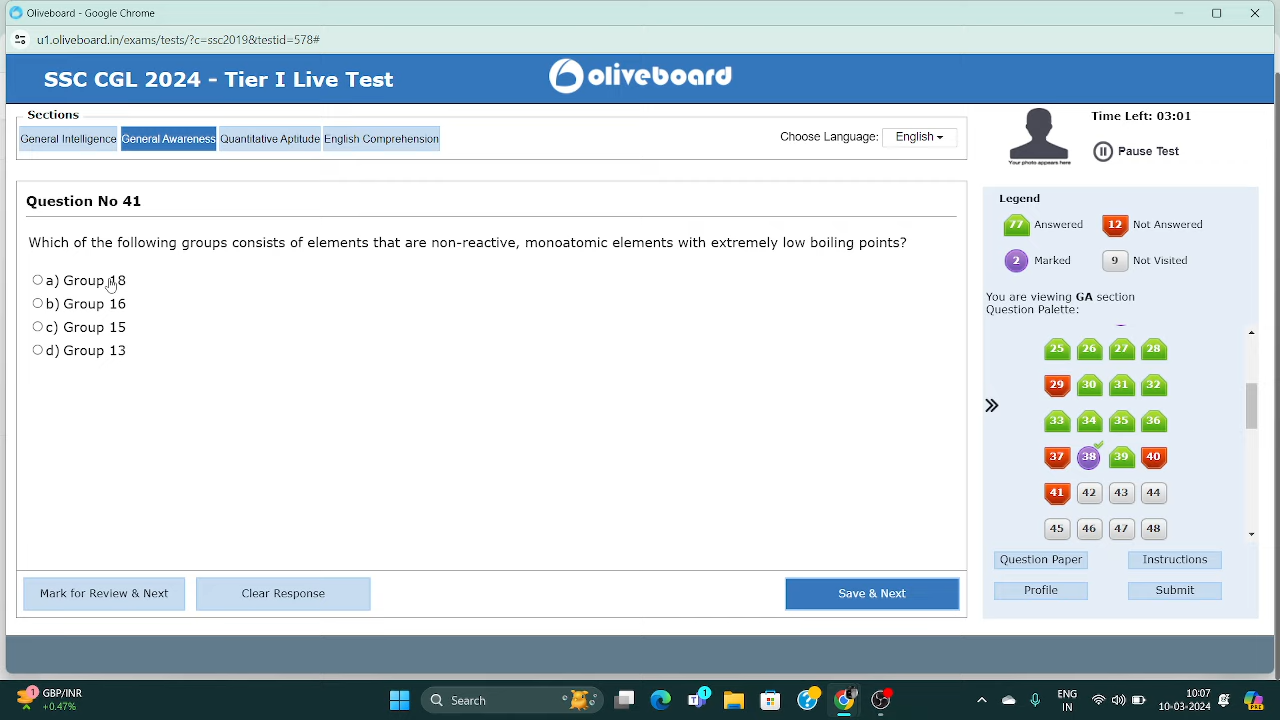 Oliveboard - Google Chrome
u1.oliveboard.in/exams/tests/?c=ssc2019&testid=578#
SSC CGL 2024 - Tier I Live Test
oliveboard
Sections
General Intelligence General Awareness Quantitative Aptitude English Comprehension
Choose Language: English
Your photo appears here
Time Left: 03:01
Pause Test
Question No 41
Which of the following groups consists of elements that are non-reactive, monoatomic elements with extremely low boiling points?
a) Group 18
b) Group 16
c) Group 15
d) Group 13
Mark for Review & Next Clear Response Save & Next
Legend
77 Answered 12 Not Answered
2 Marked 9 Not Visited
You are viewing GA section
Question Palette:
25 26 27 28
29 30 31 32
33 34 35 36
37 38 39 40
41 42 43 44
45 46 47 48
Question Paper Instructions
Profile Submit
1 GBP/INR
+0.47%
Search
1
ENG
IN
10:07
10-03-2024